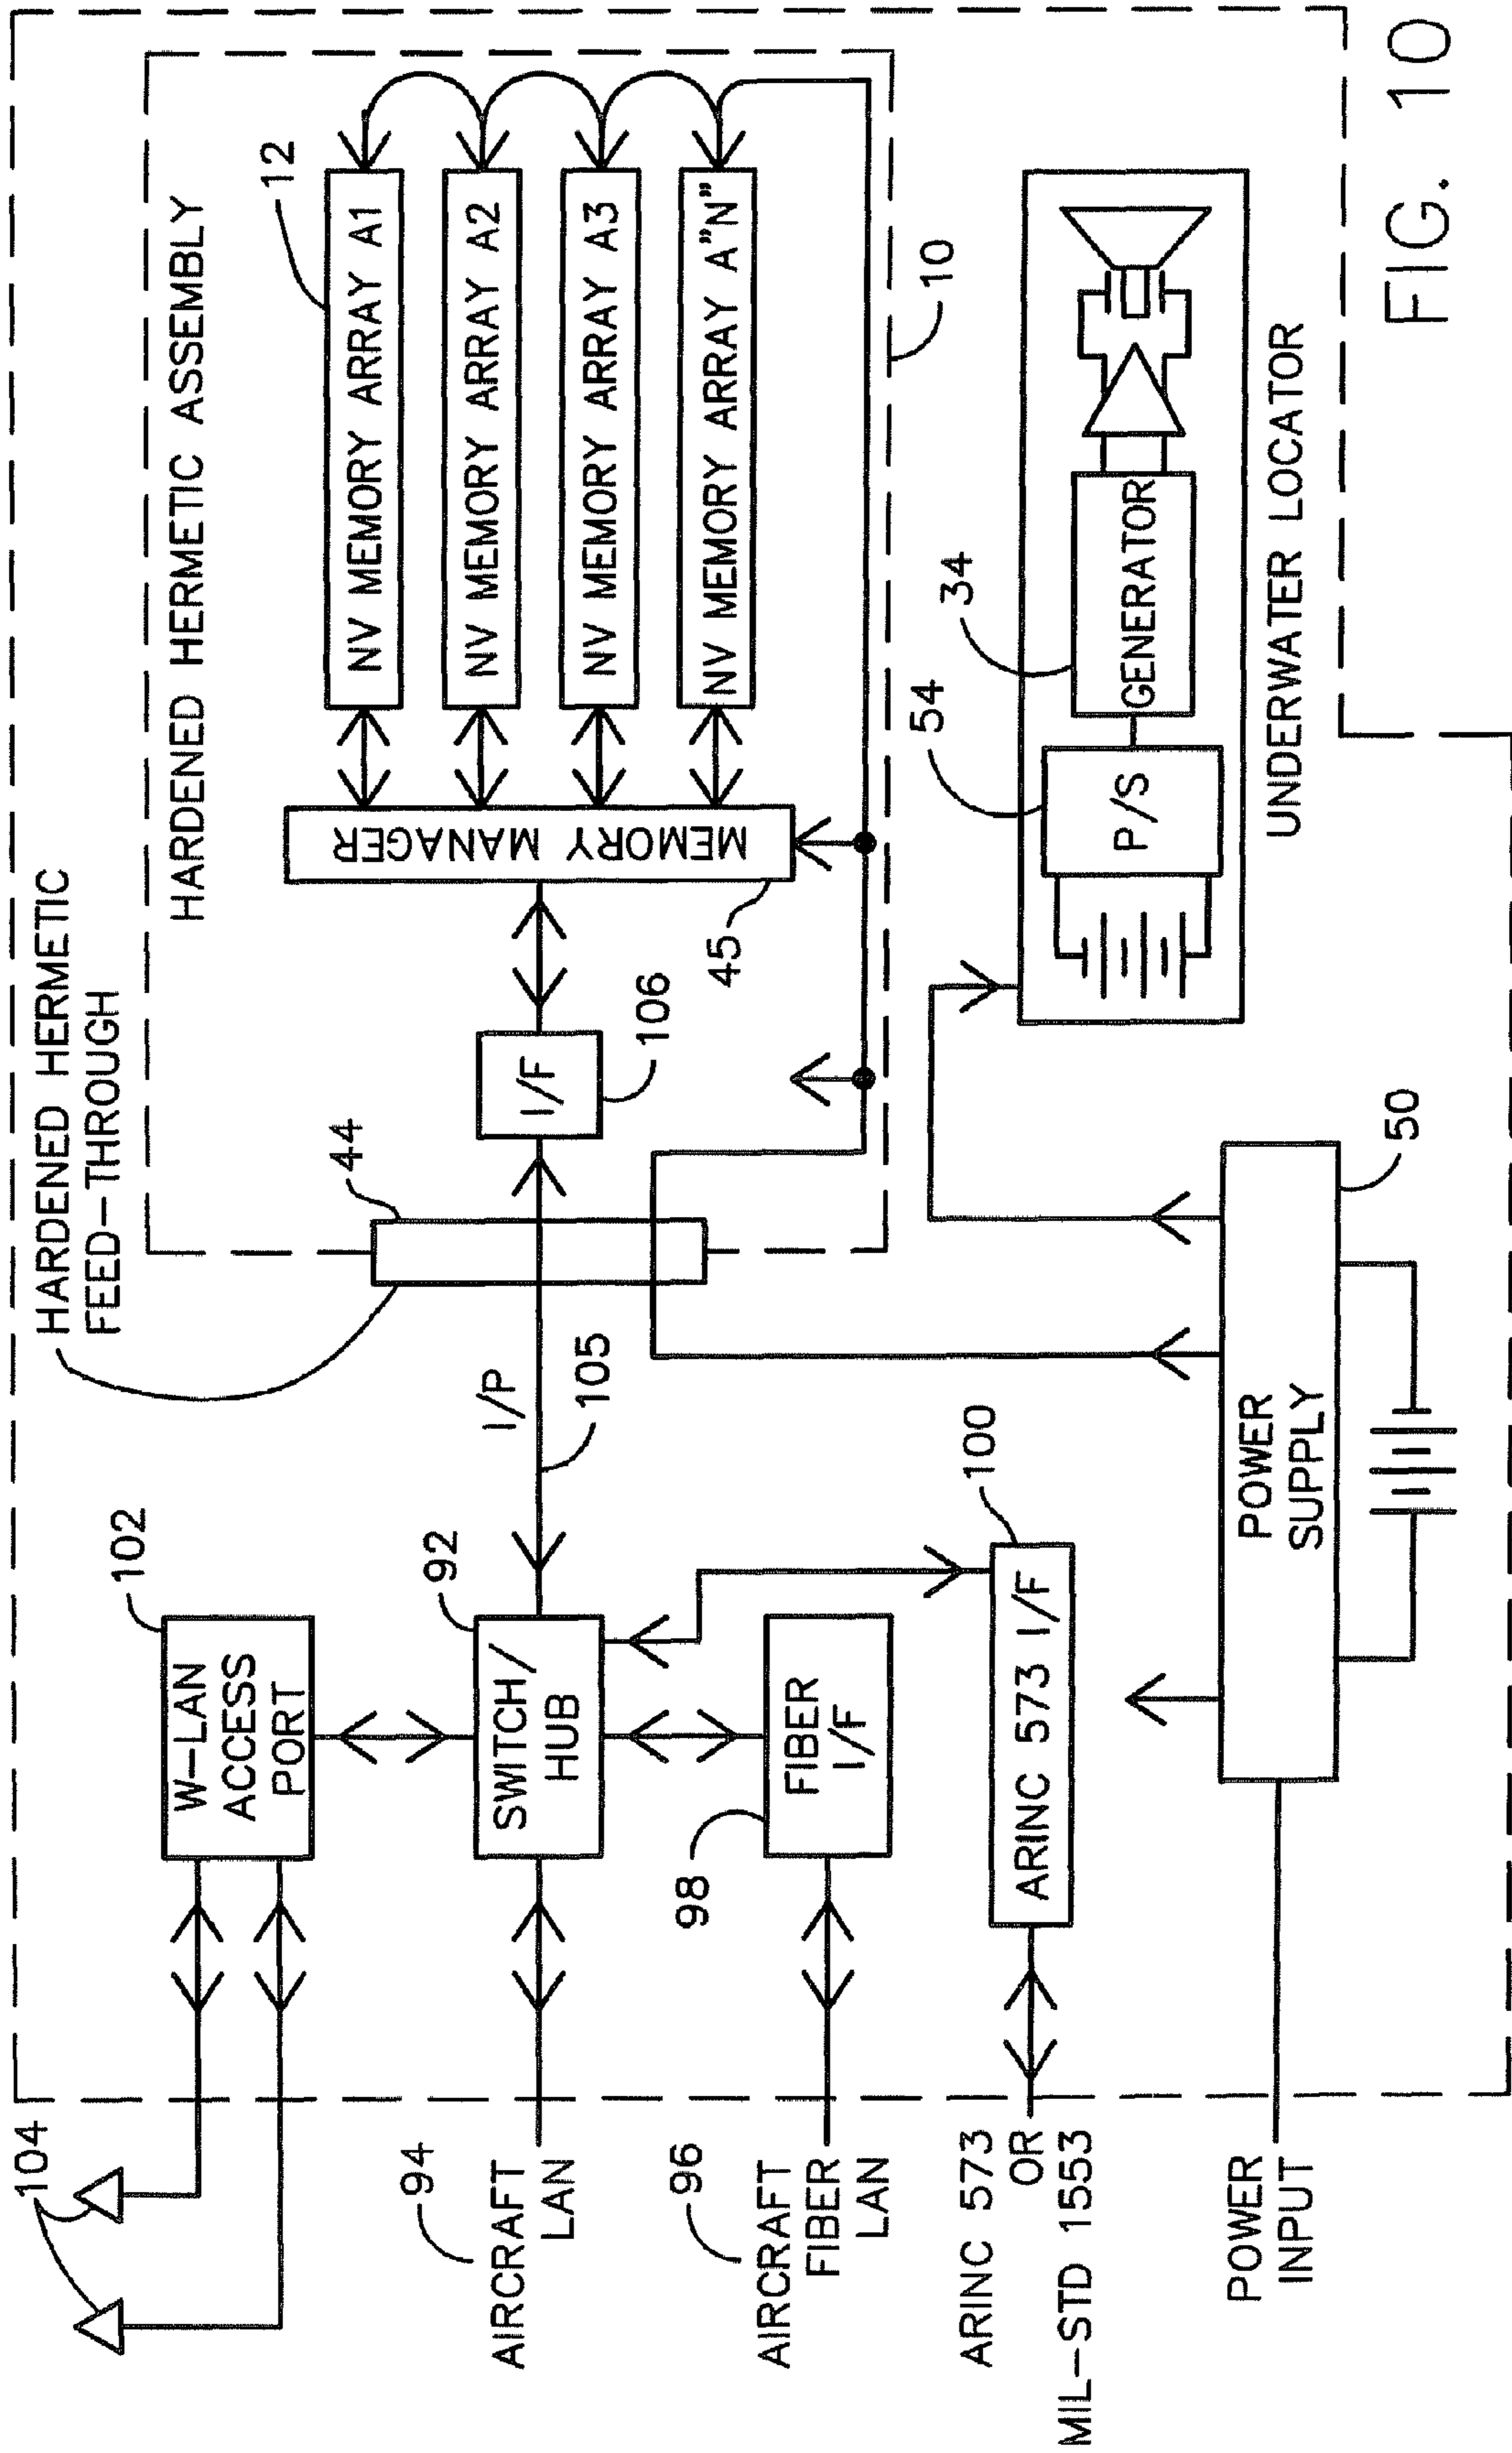 HARDENED HERMETIC
FEED-THROUGH
HARDENED HERMETIC ASSEMBLY
104
102
W-LAN
ACCESS
PORT
44
12
NV MEMORY ARRAY A1
NV MEMORY ARRAY A2
NV MEMORY ARRAY A3
NV MEMORY ARRAY A"N"
MEMORY MANAGER
45
I/F
106
I/P
105
92
SWITCH/
HUB
94
AIRCRAFT
LAN
98
FIBER
I/F
96
AIRCRAFT
FIBER
LAN
10
100
ARINC 573 I/F
ARINC 573
OR
MIL-STD 1553
54
P/S
34
GENERATOR
UNDERWATER LOCATOR
POWER
SUPPLY
50
POWER
INPUT
FIG. 10